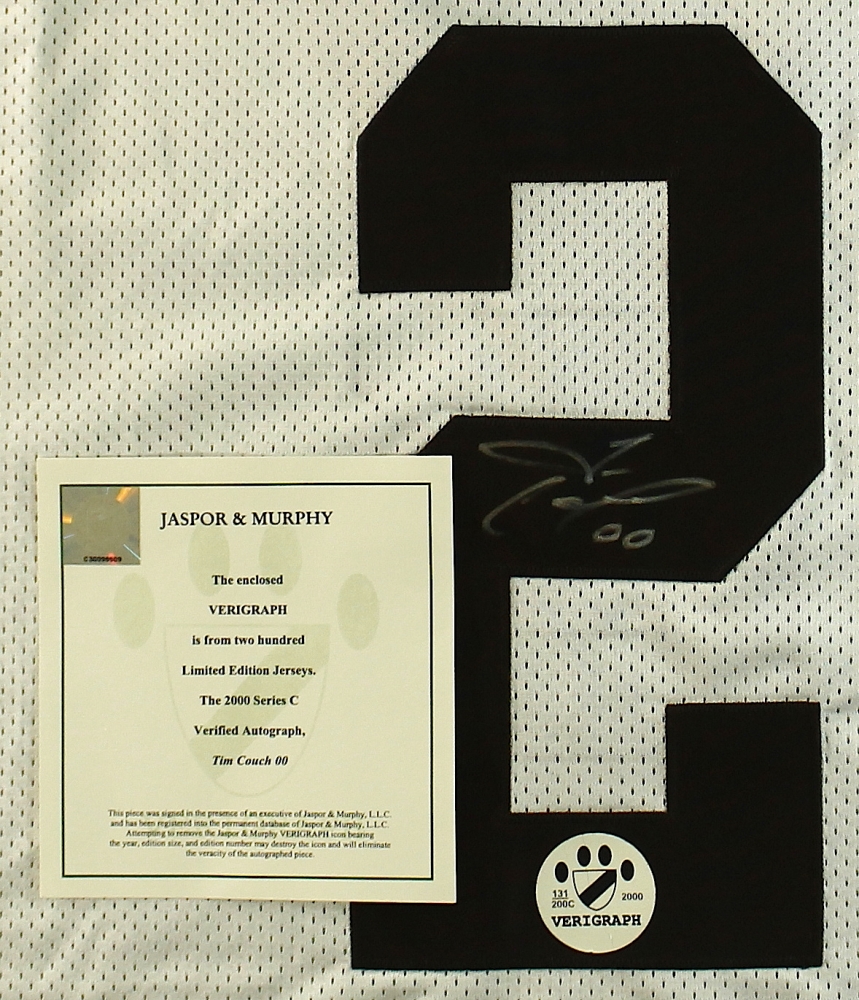 2
00
C30099909
JASPOR & MURPHY
The enclosed
VERIGRAPH
is from two hundred
Limited Edition Jerseys.
The 2000 Series C
Verified Autograph,
Tim Couch 00
This piece was signed in the presence of an executive of Jaspor & Murphy, L.L.C.
and has been registered into the permanent database of Jaspor & Murphy, L.L.C.
Attempting to remove the Jaspor & Murphy VERIGRAPH icon bearing
the year, edition size, and edition number may destroy the icon and will eliminate
the veracity of the autographed piece.
131
200C
2000
VERIGRAPH